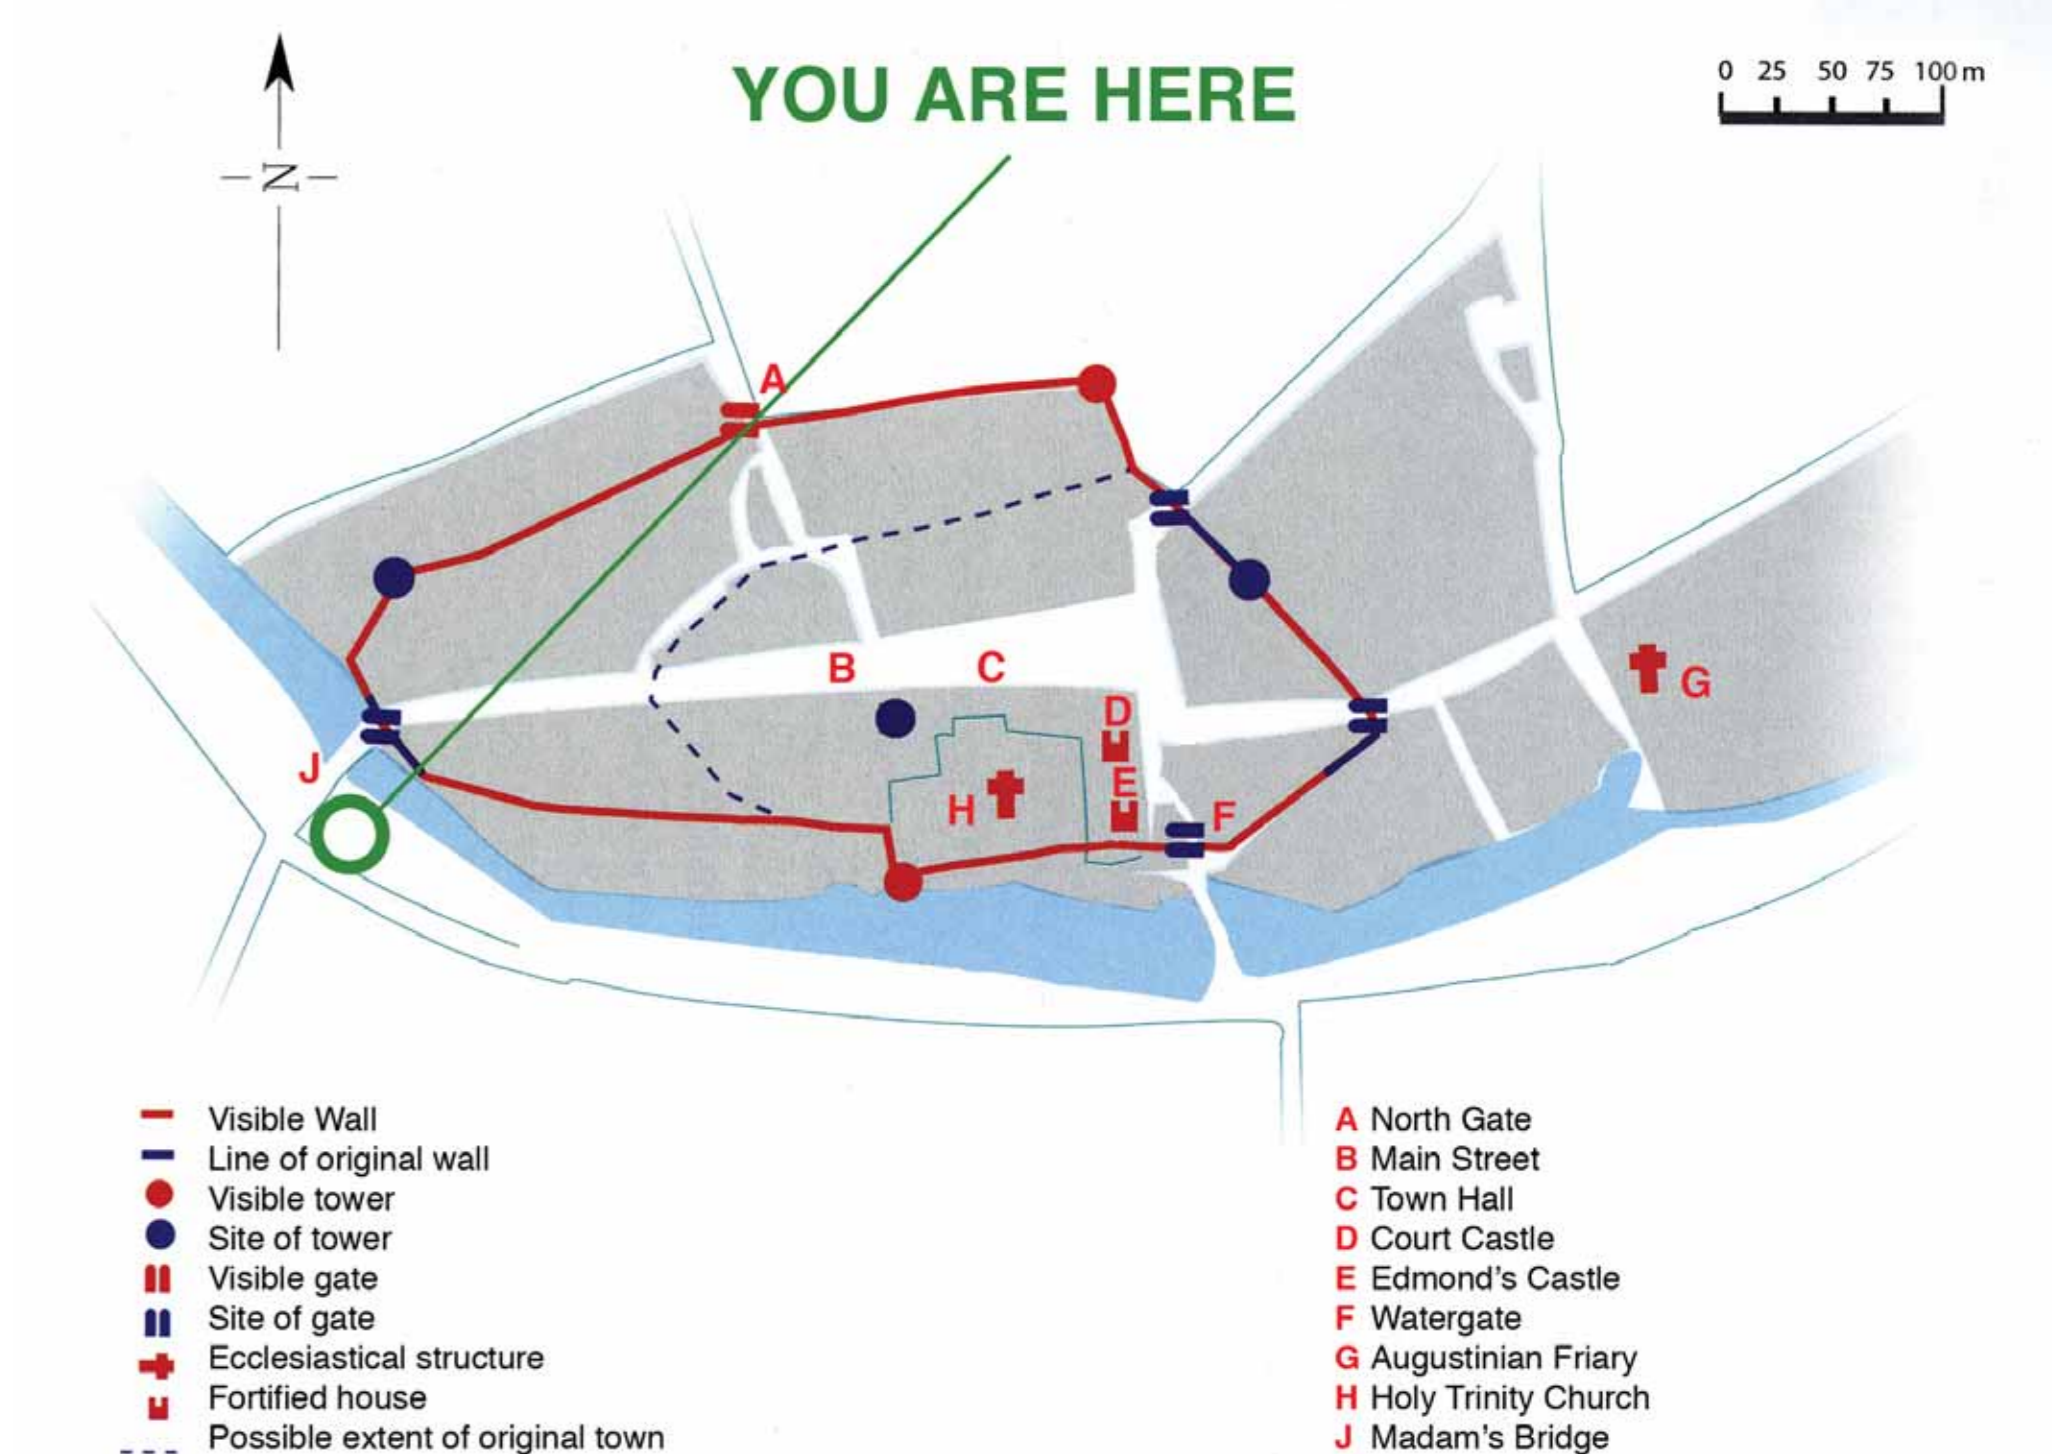 YOU ARE HERE
0 25 50 75 100 m
N
A
B
C
D
E
F
G
H
J
Visible Wall
Line of original wall
Visible tower
Site of tower
Visible gate
Site of gate
Ecclesiastical structure
Fortified house
Possible extent of original town
A North Gate
B Main Street
C Town Hall
D Court Castle
E Edmond's Castle
F Watergate
G Augustinian Friary
H Holy Trinity Church
J Madam's Bridge